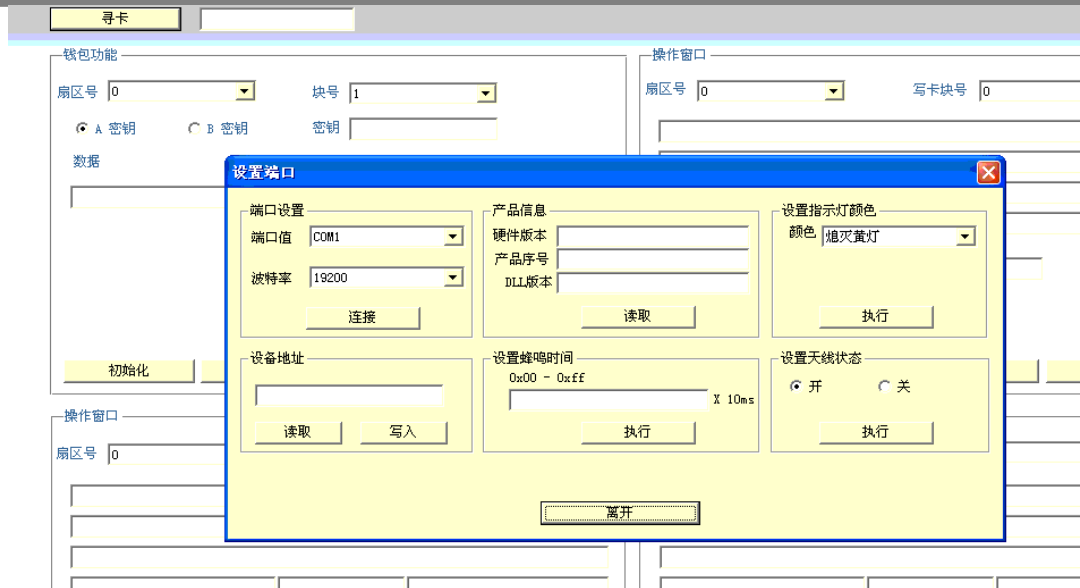 寻卡
钱包功能
操作窗口
扇区号 0
块号 1
扇区号 0
写卡块号 0
A 密钥
B 密钥
密钥
数据
设置端口
端口设置
端口值 COM1
波特率 19200
连接
产品信息
硬件版本
产品序号
DLL版本
读取
设置指示灯颜色
颜色 熄灭黄灯
执行
设备地址
读取
写入
设置蜂鸣时间
0x00 - 0xff
X 10ms
执行
设置天线状态
开
关
执行
离开
初始化
操作窗口
扇区号 0